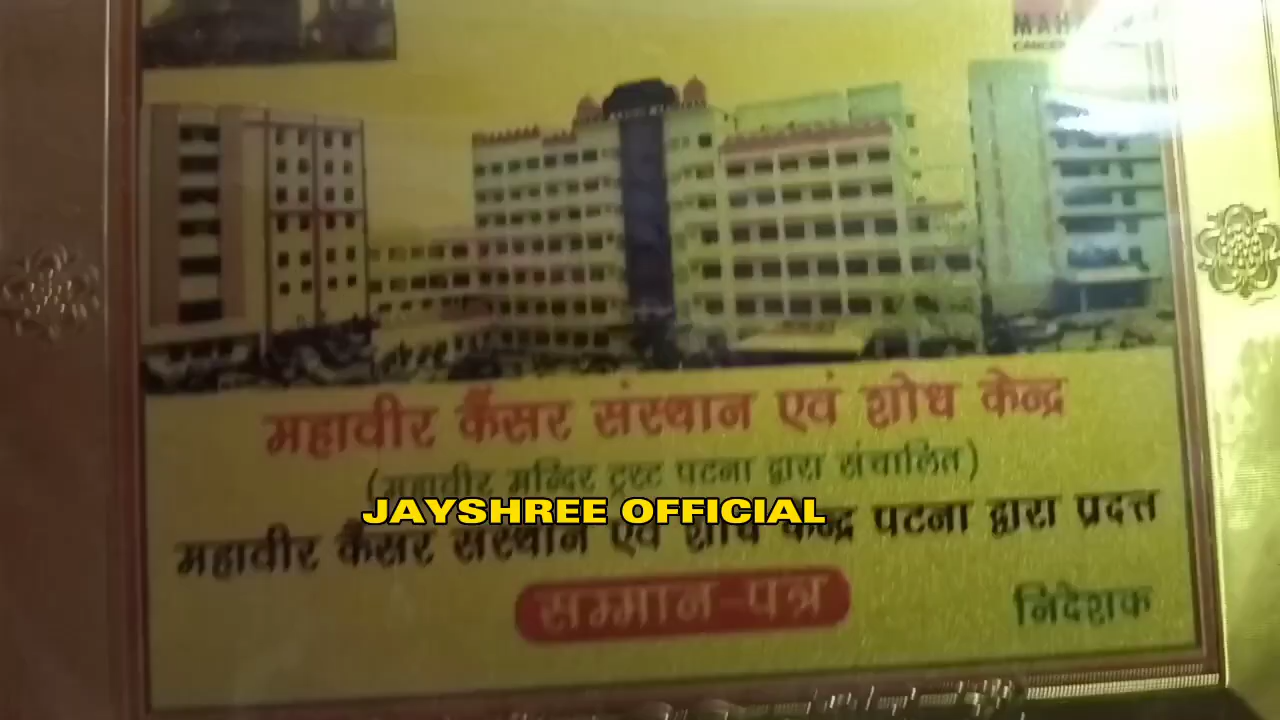 महावीर कैंसर संस्थान एवं शोध केन्द्र
(महावीर मन्दिर ट्रस्ट पटना द्वारा संचालित)
JAYSHREE OFFICIAL
महावीर कैंसर संस्थान एवं शोध केन्द्र पटना द्वारा प्रदत्त
सम्मान-पत्र
निदेशक